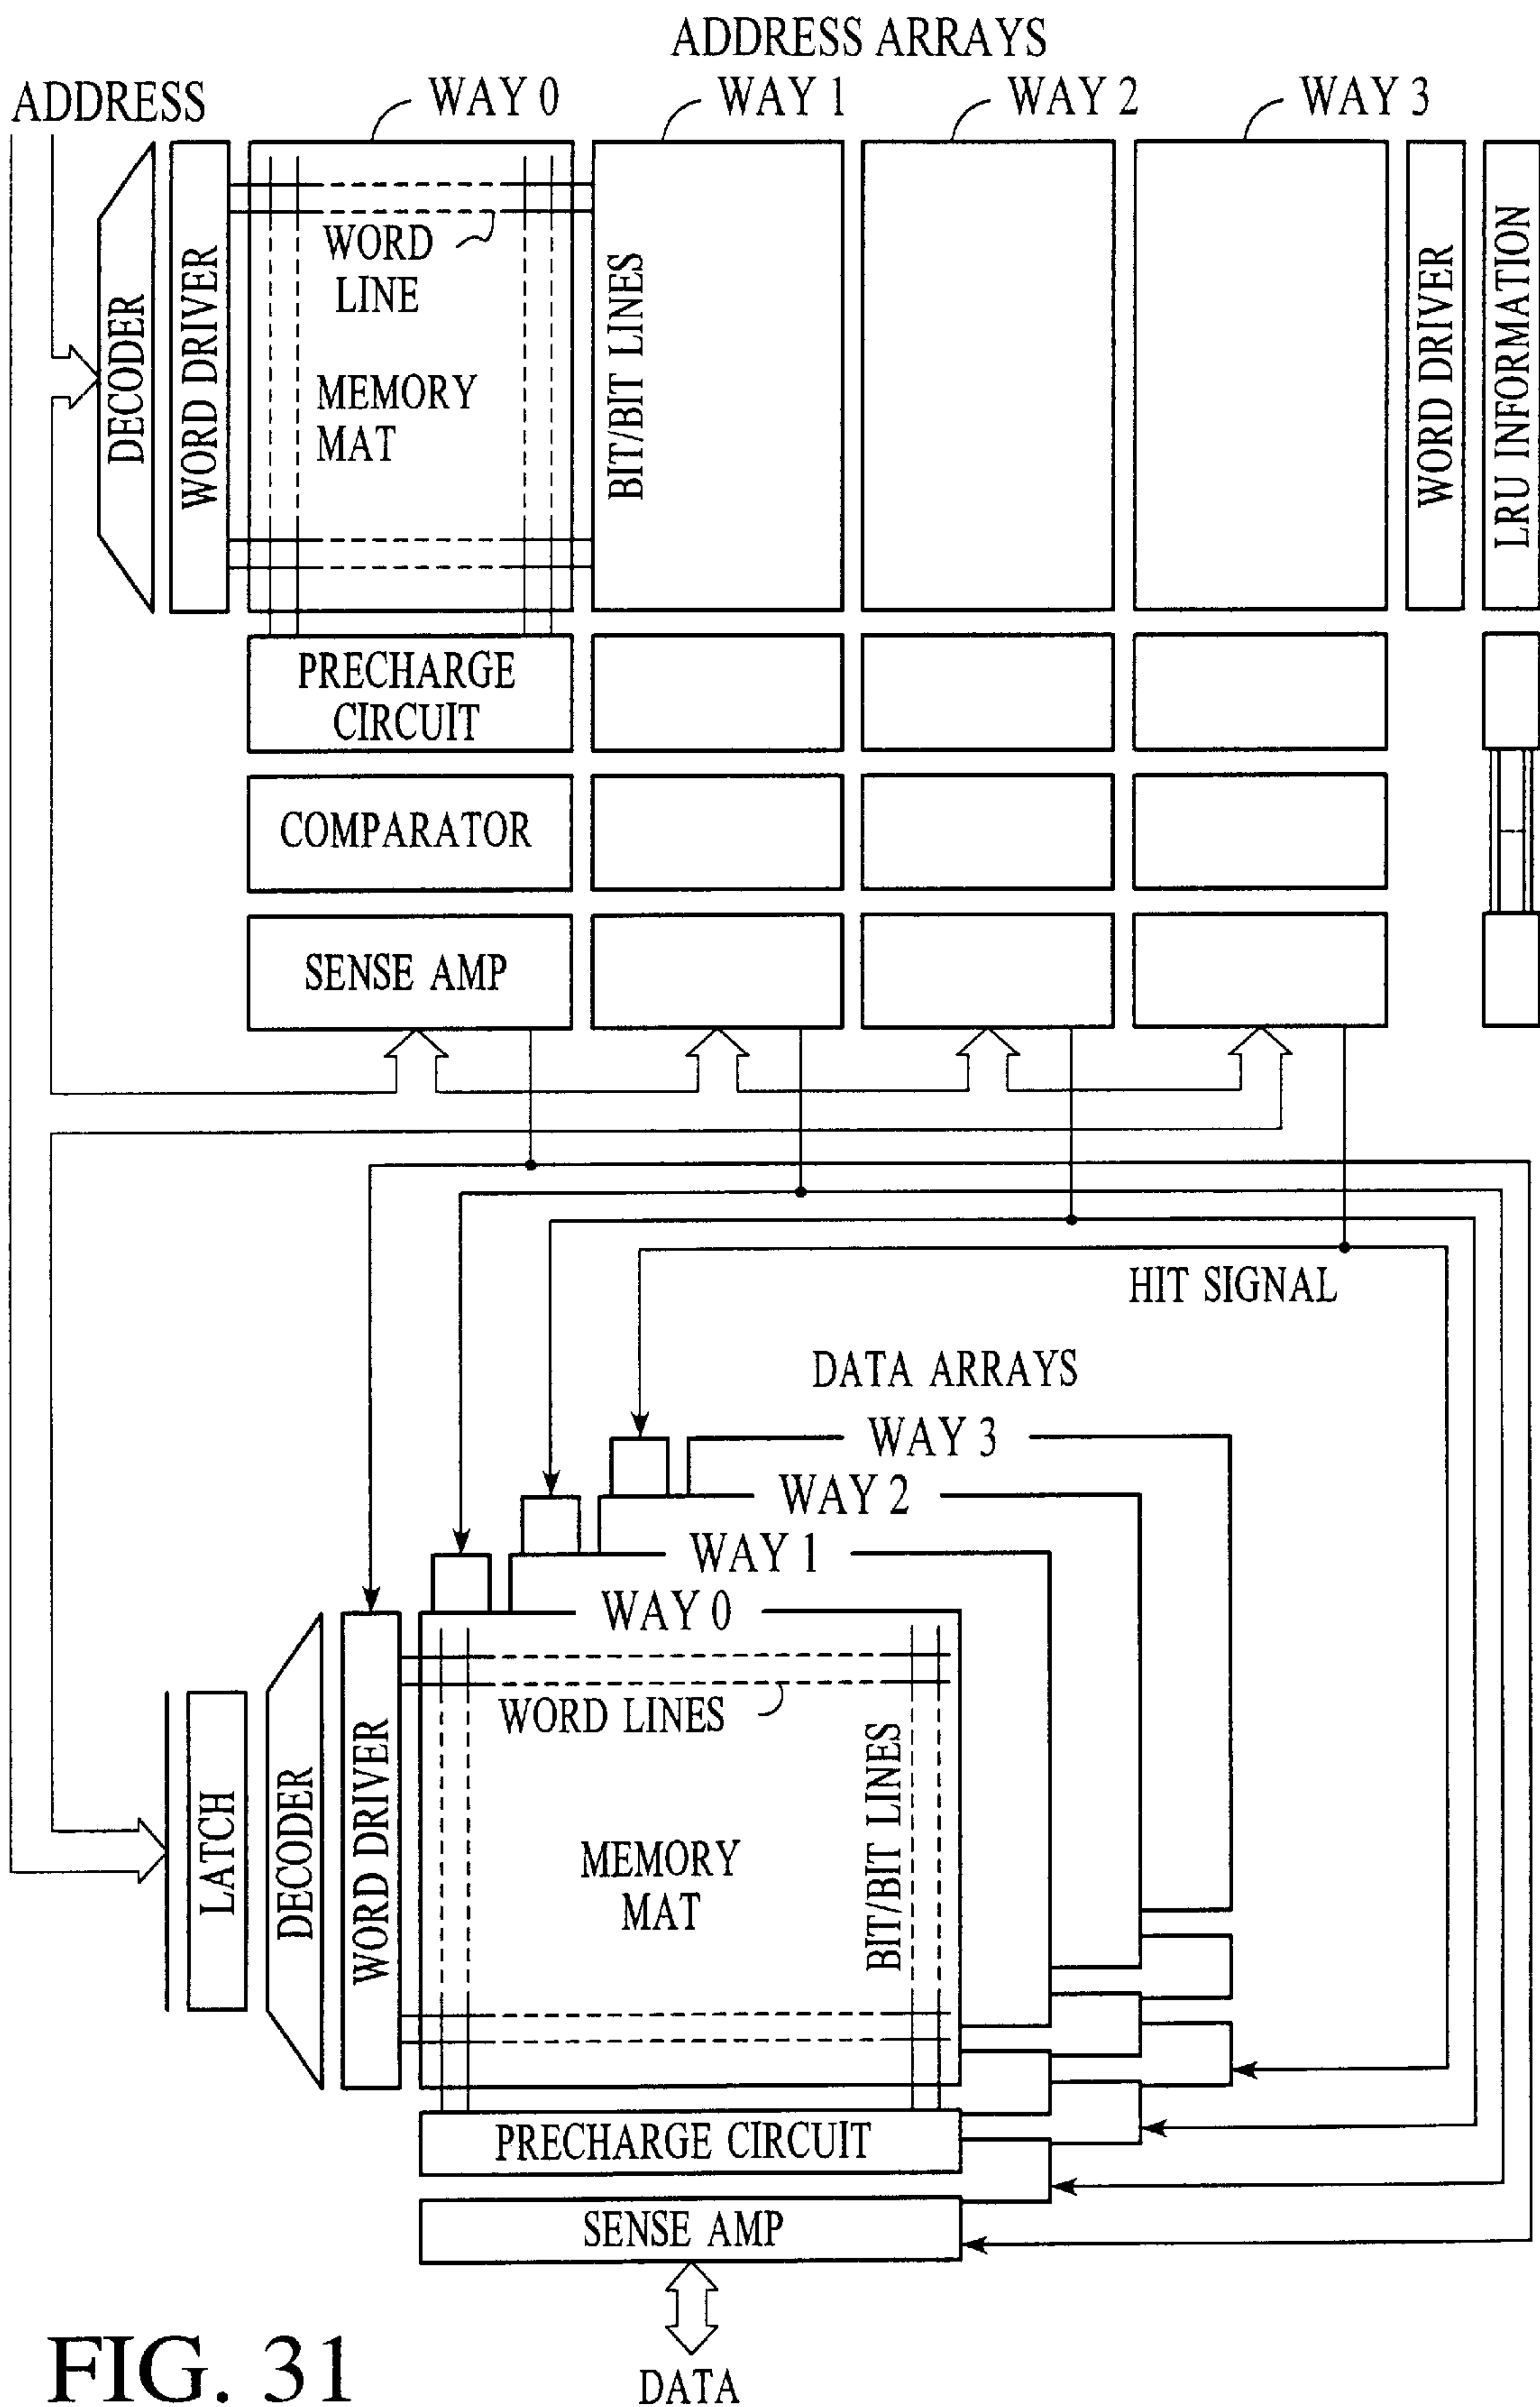 ADDRESS ARRAYS
ADDRESS
WAY 0
WAY 1
WAY 2
WAY 3
DECODER
WORD DRIVER
WORD
LINE
MEMORY
MAT
BIT/BIT LINES
WORD DRIVER
LRU INFORMATION
PRECHARGE
CIRCUIT
COMPARATOR
SENSE AMP
HIT SIGNAL
DATA ARRAYS
WAY 3
WAY 2
WAY 1
WAY 0
WORD LINES
LATCH
DECODER
WORD DRIVER
MEMORY
MAT
BIT/BIT LINES
PRECHARGE CIRCUIT
SENSE AMP
DATA
FIG. 31